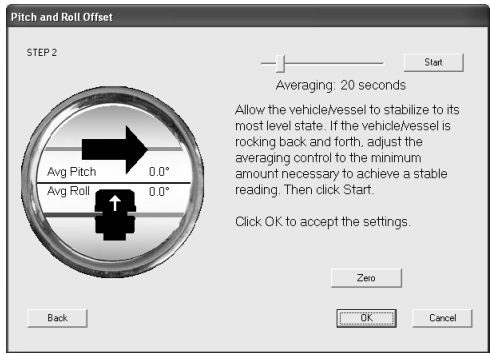 Pitch and Roll Offset
STEP 2
Start
Averaging: 20 seconds
Allow the vehicle/vessel to stabilize to its
most level state. If the vehicle/vessel is
rocking back and forth, adjust the
averaging control to the minimum
amount necessary to achieve a stable
reading. Then click Start.
Click OK to accept the settings.
Avg Pitch 0.0°
Avg Roll 0.0°
Zero
Back
OK
Cancel